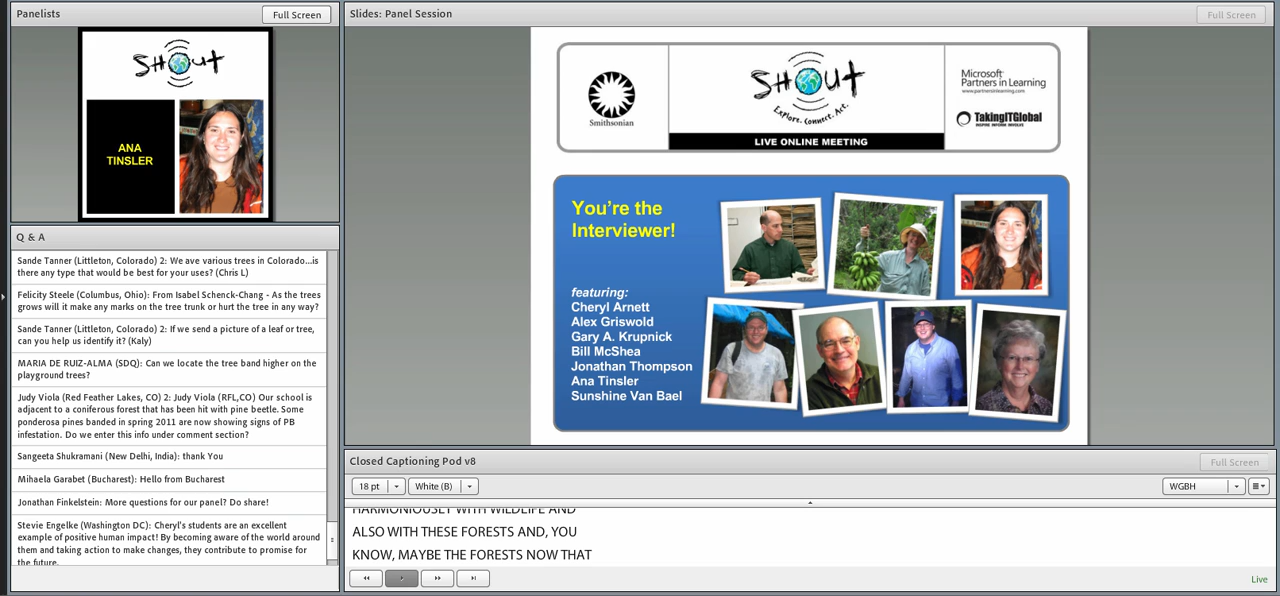 Panelists
Full Screen
SHOUT
ANA
TINSLER
Q & A
Sande Tanner (Littleton, Colorado) 2: We ave various trees in Colorado...is
there any type that would be best for your uses? (Chris L)
Felicity Steele (Columbus, Ohio): From Isabel Schenck-Chang - As the trees
grows will it make any marks on the tree trunk or hurt the tree in any way?
Sande Tanner (Littleton, Colorado) 2: If we send a picture of a leaf or tree,
can you help us identify it? (Kaly)
MARIA DE RUIZ-ALMA (SDQ): Can we locate the tree band higher on the
playground trees?
Judy Viola (Red Feather Lakes, CO) 2: Judy Viola (RFL,CO) Our school is
adjacent to a coniferous forest that has been hit with pine beetle. Some
ponderosa pines banded in spring 2011 are now showing signs of PB
infestation. Do we enter this info under comment section?
Sangeeta Shukramani (New Delhi, India): thank You
Mihaela Garabet (Bucharest): Hello from Bucharest
Jonathan Finkelstein: More questions for our panel? Do share!
Stevie Engelke (Washington DC): Cheryl's students are an excellent
example of positive human impact! By becoming aware of the world around
them and taking action to make changes, they contribute to promise for
the future.
Slides: Panel Session
Full Screen
Smithsonian
SHOUT
Explore. Connect. Act.
LIVE ONLINE MEETING
Microsoft
Partners in Learning
www.partnersinlearning.com
TakingITGlobal
INSPIRE INFORM INVOLVE
You're the
Interviewer!
featuring:
Cheryl Arnett
Alex Griswold
Gary A. Krupnick
Bill McShea
Jonathan Thompson
Ana Tinsler
Sunshine Van Bael
Closed Captioning Pod v8
Full Screen
18 pt
White (B)
WGBH
HARMONIOUSLY WITH WILDLIFE AND
ALSO WITH THESE FORESTS AND, YOU
KNOW, MAYBE THE FORESTS NOW THAT
Live